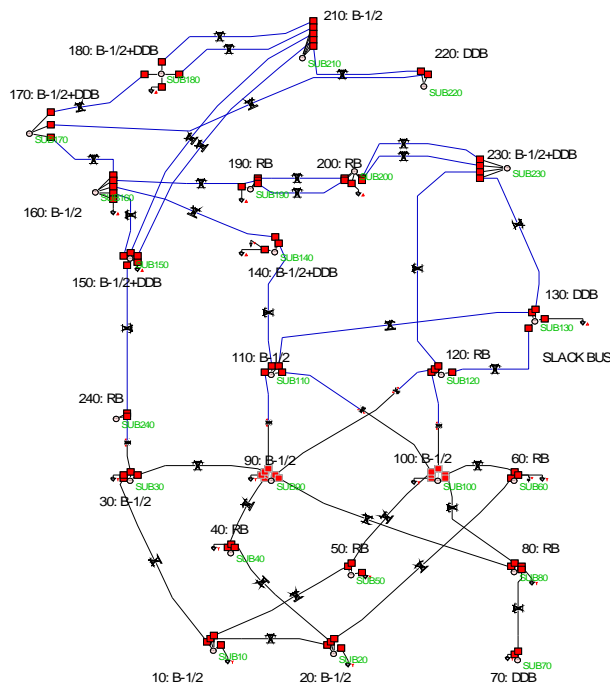 210: B-1/2
180: B-1/2+DDB
220: DDB
SUB210
SUB180
SUB220
170: B-1/2+DDB
SUB170
190: RB
200: RB
230: B-1/2+DDB
SUB230
SUB200
SUB160
SUB190
160: B-1/2
SUB140
SUB150
140: B-1/2+DDB
150: B-1/2+DDB
130: DDB
SUB130
110: B-1/2
120: RB
SLACK BUS
SUB110
SUB120
240: RB
SUB240
90: B-1/2
100: B-1/2
60: RB
SUB30
SUB90
SUB100
SUB60
30: B-1/2
40: RB
50: RB
80: RB
SUB40
SUB50
SUB80
SUB10
SUB20
SUB70
10: B-1/2
20: B-1/2
70: DDB